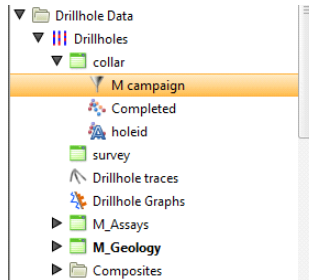 Drillhole Data
Drillholes
collar
M campaign
Completed
holeid
survey
Drillhole traces
Drillhole Graphs
M_Assays
M_Geology
Composites